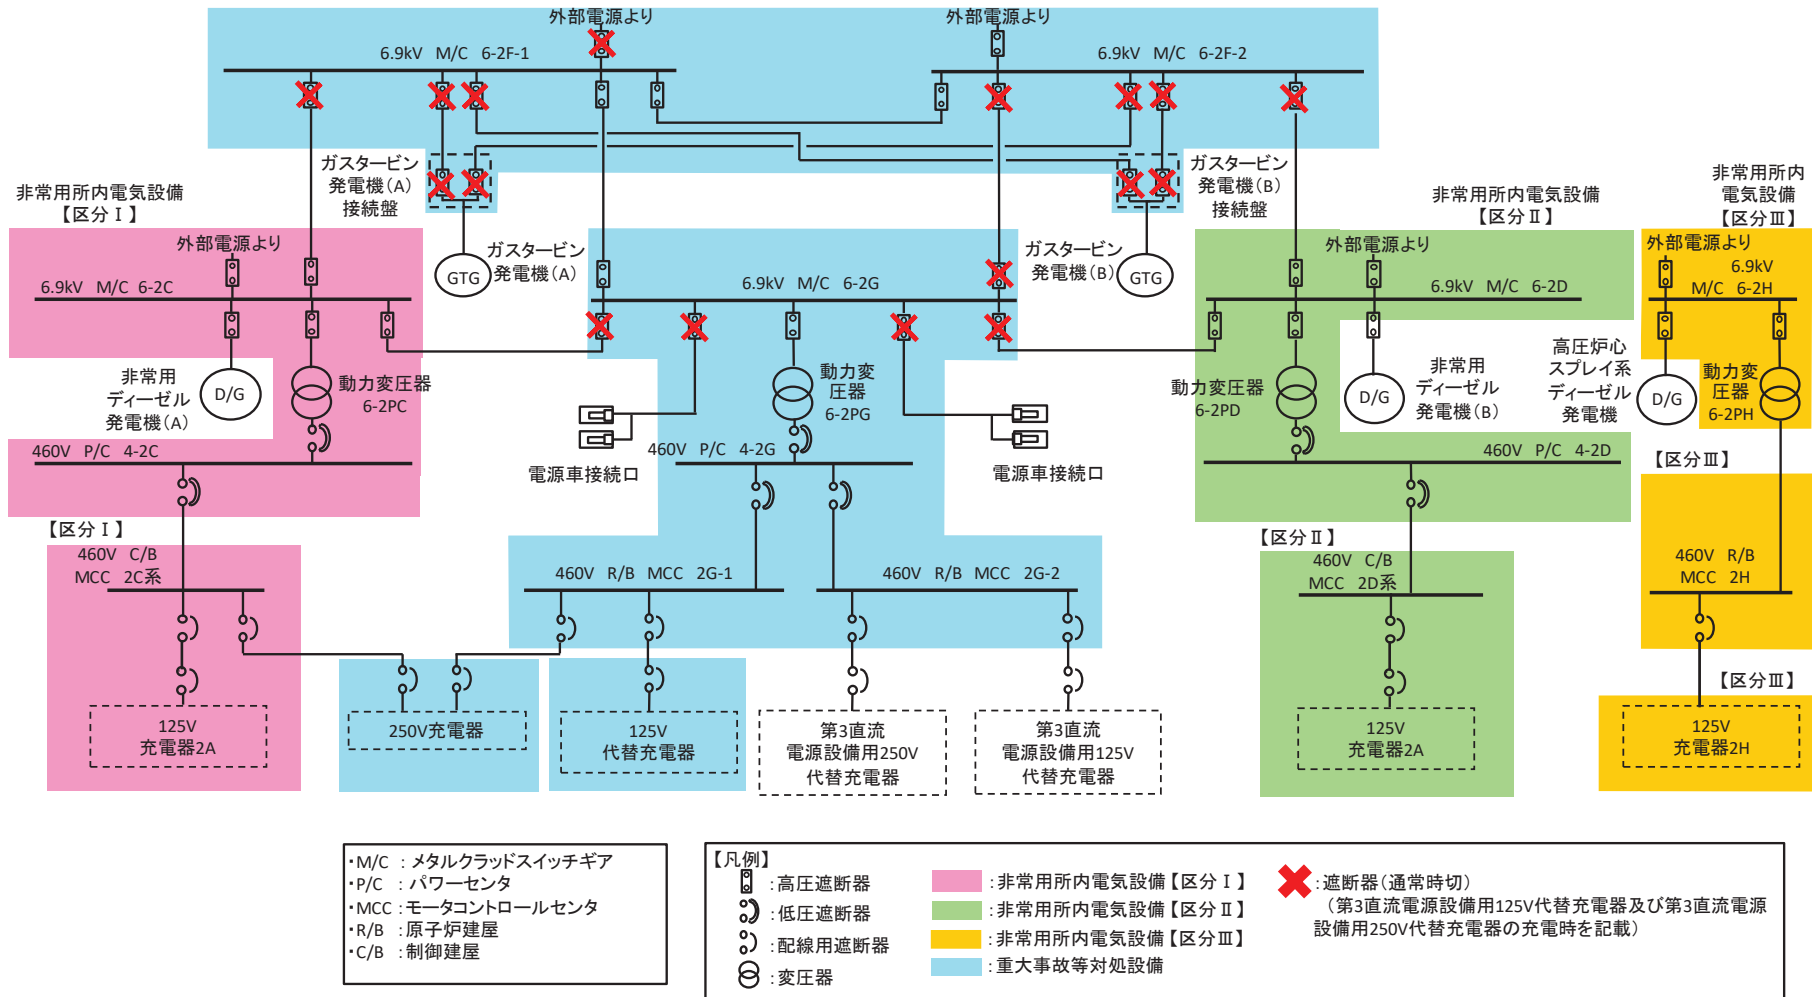 外部電源より
外部電源より
6.9kV M/C 6-2F-1
6.9kV M/C 6-2F-2
ガスタービン
発電機(A)
接続盤
ガスタービン
発電機(B)
接続盤
非常用所内電気設備
【区分Ⅰ】
非常用所内電気設備
【区分Ⅱ】
非常用所内
電気設備
【区分Ⅲ】
外部電源より
ガスタービン
発電機(A)
GTG
ガスタービン
発電機(B)
GTG
外部電源より
外部電源より
6.9kV M/C 6-2C
6.9kV M/C 6-2G
6.9kV M/C 6-2D
6.9kV
M/C 6-2H
非常用
ディーゼル
発電機(A)
D/G
動力変圧器
6-2PC
動力変
圧器
6-2PG
動力変圧器
6-2PD
D/G
非常用
ディーゼル
発電機(B)
高圧炉心
スプレイ系
ディーゼル
発電機
D/G
動力変
圧器
6-2PH
460V P/C 4-2C
電源車接続口
460V P/C 4-2G
電源車接続口
460V P/C 4-2D
【区分Ⅲ】
【区分Ⅰ】
【区分Ⅱ】
460V C/B
MCC 2C系
460V R/B MCC 2G-1
460V R/B MCC 2G-2
460V C/B
MCC 2D系
460V R/B
MCC 2H
【区分Ⅲ】
125V
充電器2A
250V充電器
125V
代替充電器
第3直流
電源設備用250V
代替充電器
第3直流
電源設備用125V
代替充電器
125V
充電器2A
125V
充電器2H
・M/C :メタルクラッドスイッチギア
・P/C :パワーセンタ
・MCC:モータコントロールセンタ
・R/B :原子炉建屋
・C/B :制御建屋
【凡例】
:高圧遮断器
:低圧遮断器
:配線用遮断器
:変圧器
:非常用所内電気設備【区分Ⅰ】
:非常用所内電気設備【区分Ⅱ】
:非常用所内電気設備【区分Ⅲ】
:重大事故等対処設備
:遮断器(通常時切)
(第3直流電源設備用125V代替充電器及び第3直流電源
設備用250V代替充電器の充電時を記載)